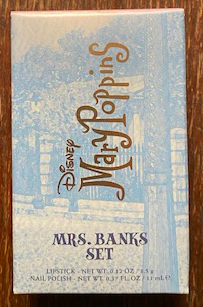 Disney
Mary Poppins
MRS. BANKS
SET
LIPSTICK - NET WT. 0.12 OZ / 3.5 g
NAIL POLISH - NET WT. 0.37 FL. OZ / 11 mL ℮